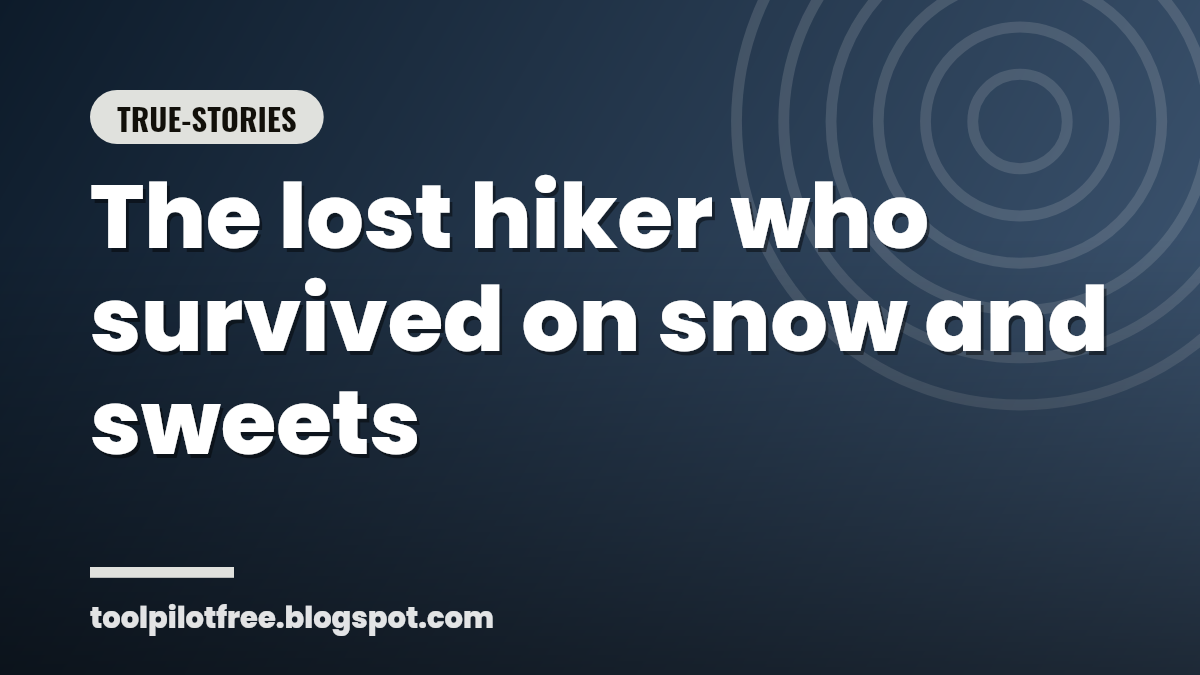 TRUE-STORIES
The lost hiker who
survived on snow and
sweets
toolpilotfree.blogspot.com